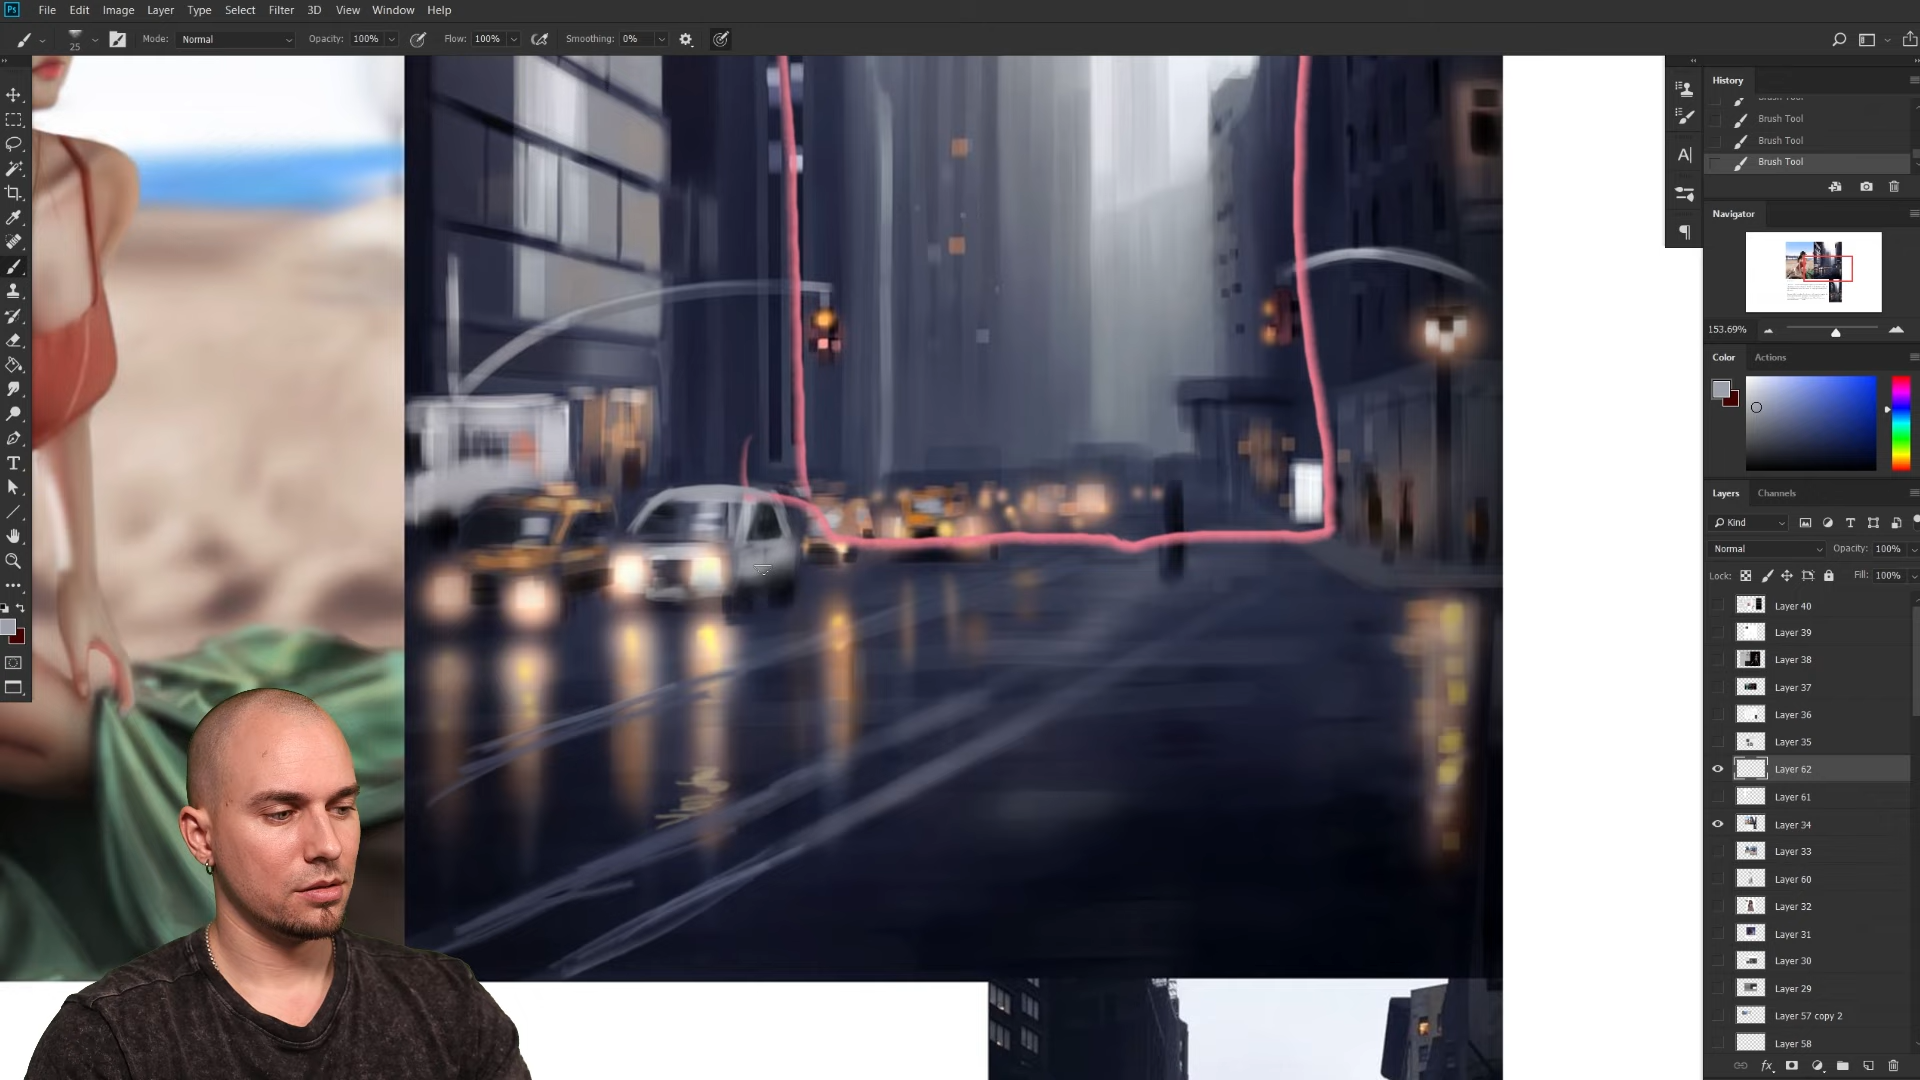 Ps File Edit Image Layer Type Select Filter 3D View Window Help
25 Mode: Normal Opacity: 100% Flow: 100% Smoothing: 0%
History
Brush Tool
Brush Tool
Brush Tool
Brush Tool
Navigator
153.69%
Color Actions
Layers Channels
Kind
Normal Opacity: 100%
Lock: Fill: 100%
Layer 40
Layer 39
Layer 38
Layer 37
Layer 36
Layer 35
Layer 62
Layer 61
Layer 34
Layer 33
Layer 60
Layer 32
Layer 31
Layer 30
Layer 29
Layer 57 copy 2
Layer 58
fx